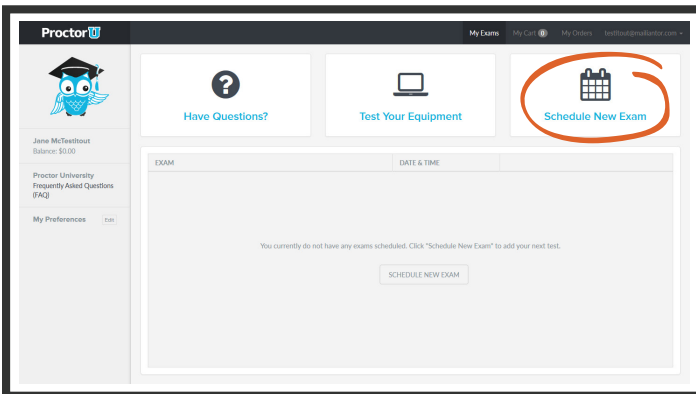 ProctorU
My Exams My Cart 0 My Orders testitout@mailiantor.com
Have Questions?
Test Your Equipment
Schedule New Exam
Jane McTestitout
Balance: $0.00
Proctor University
Frequently Asked Questions
(FAQ)
My Preferences Edit
EXAM DATE & TIME
You currently do not have any exams scheduled. Click "Schedule New Exam" to add your next test.
SCHEDULE NEW EXAM